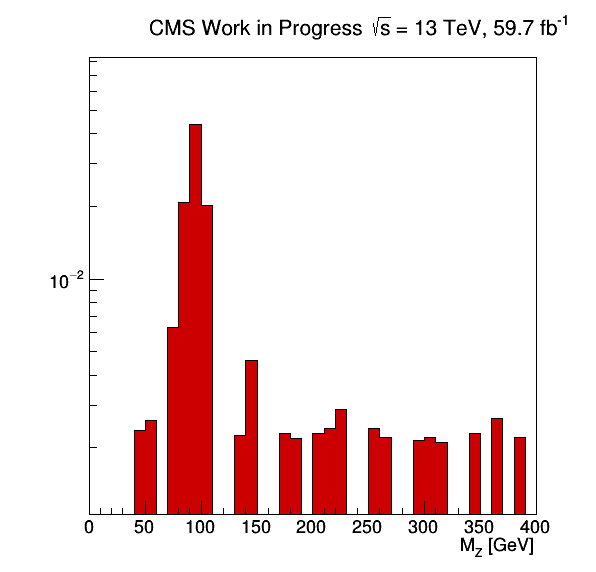 CMS Work in Progress √s = 13 TeV, 59.7 fb⁻¹
10⁻²
0 50 100 150 200 250 300 350 400
M_Z [GeV]